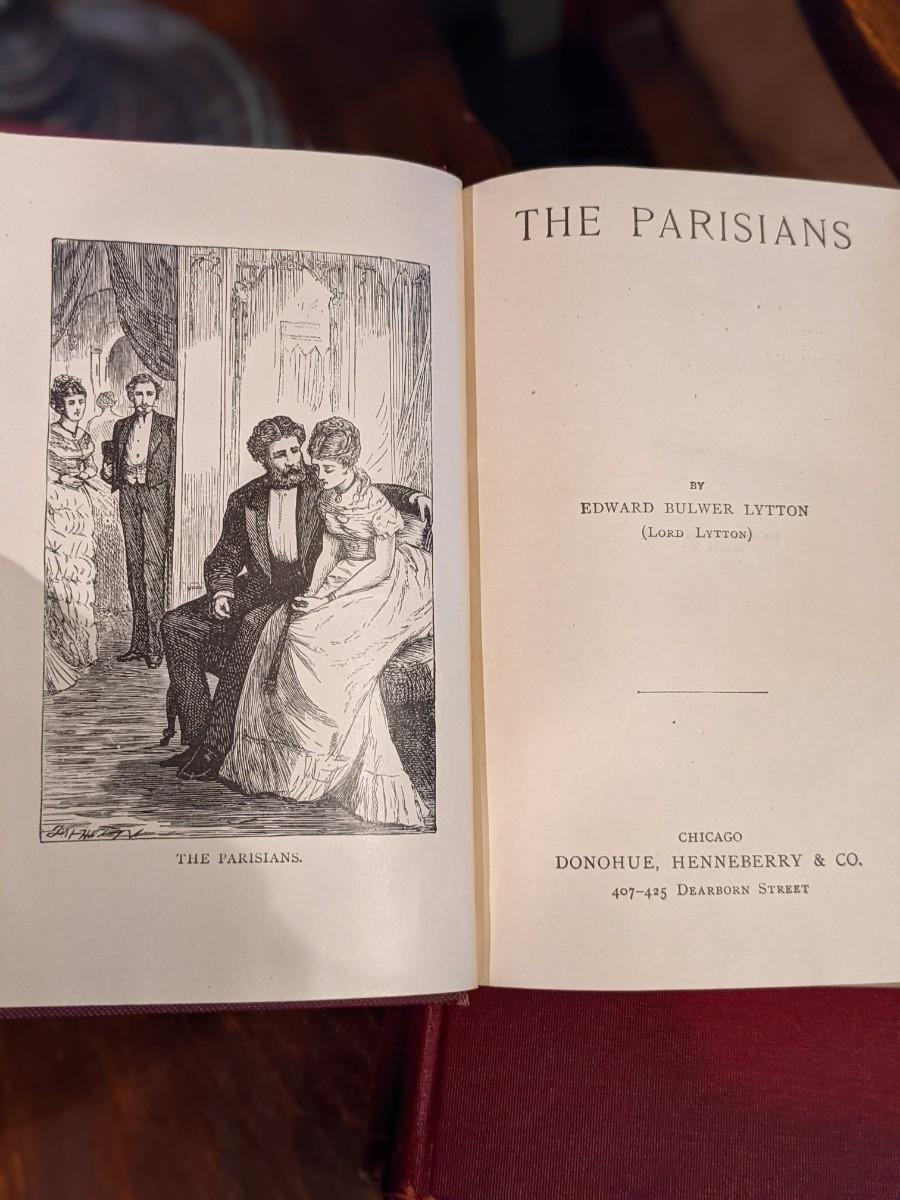 THE PARISIANS.
THE PARISIANS
BY
EDWARD BULWER LYTTON
(LORD LYTTON)
CHICAGO
DONOHUE, HENNEBERRY & CO.
407–425 DEARBORN STREET